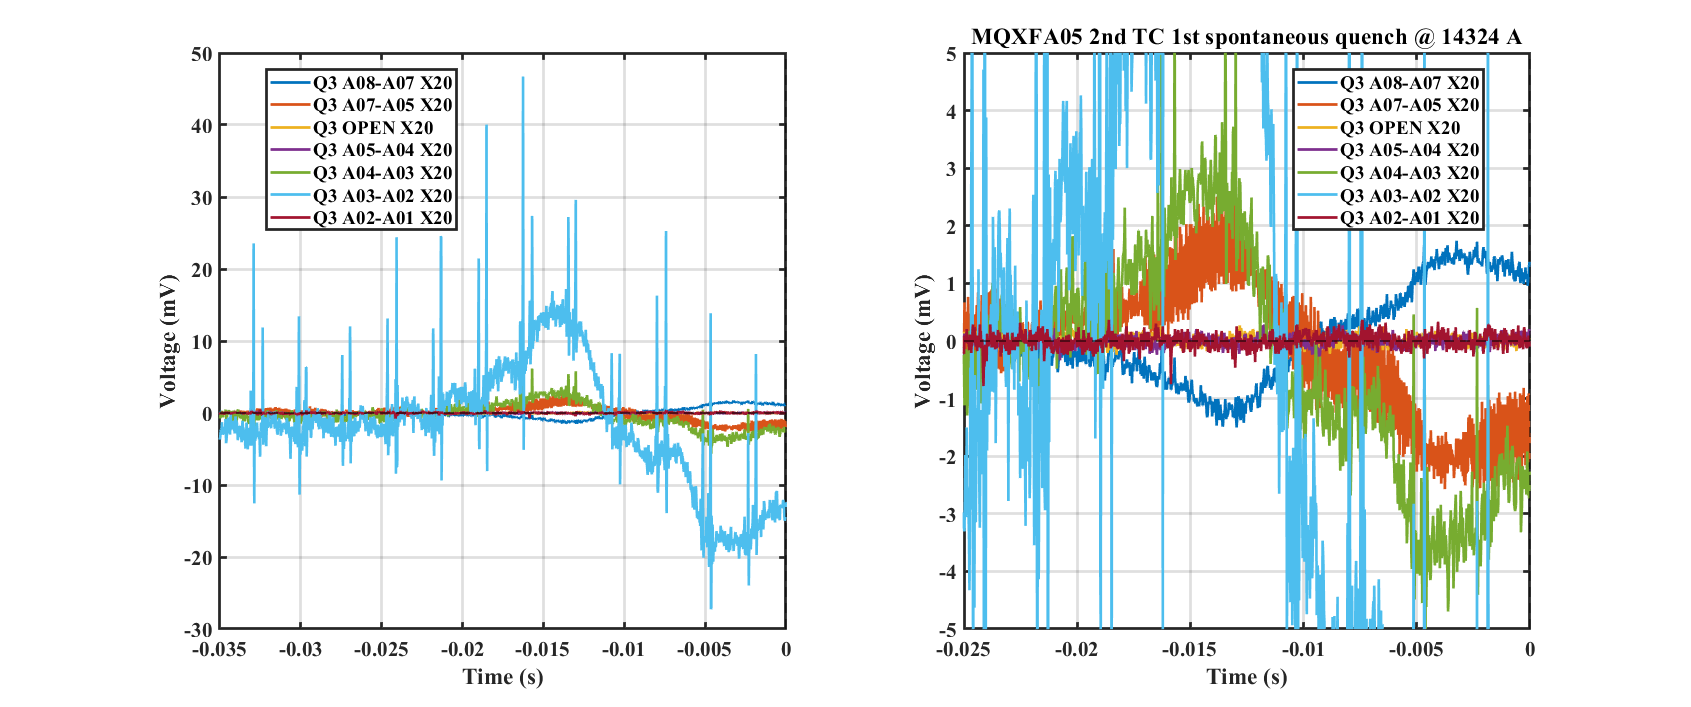 50
40
30
20
10
0
-10
-20
-30
Voltage (mV)
Q3 A08-A07 X20
Q3 A07-A05 X20
Q3 OPEN X20
Q3 A05-A04 X20
Q3 A04-A03 X20
Q3 A03-A02 X20
Q3 A02-A01 X20
-0.035 -0.03 -0.025 -0.02 -0.015 -0.01 -0.005 0
Time (s)
MQXFA05 2nd TC 1st spontaneous quench @ 14324 A
5
4
3
2
1
0
-1
-2
-3
-4
-5
Voltage (mV)
Q3 A08-A07 X20
Q3 A07-A05 X20
Q3 OPEN X20
Q3 A05-A04 X20
Q3 A04-A03 X20
Q3 A03-A02 X20
Q3 A02-A01 X20
-0.025 -0.02 -0.015 -0.01 -0.005 0
Time (s)